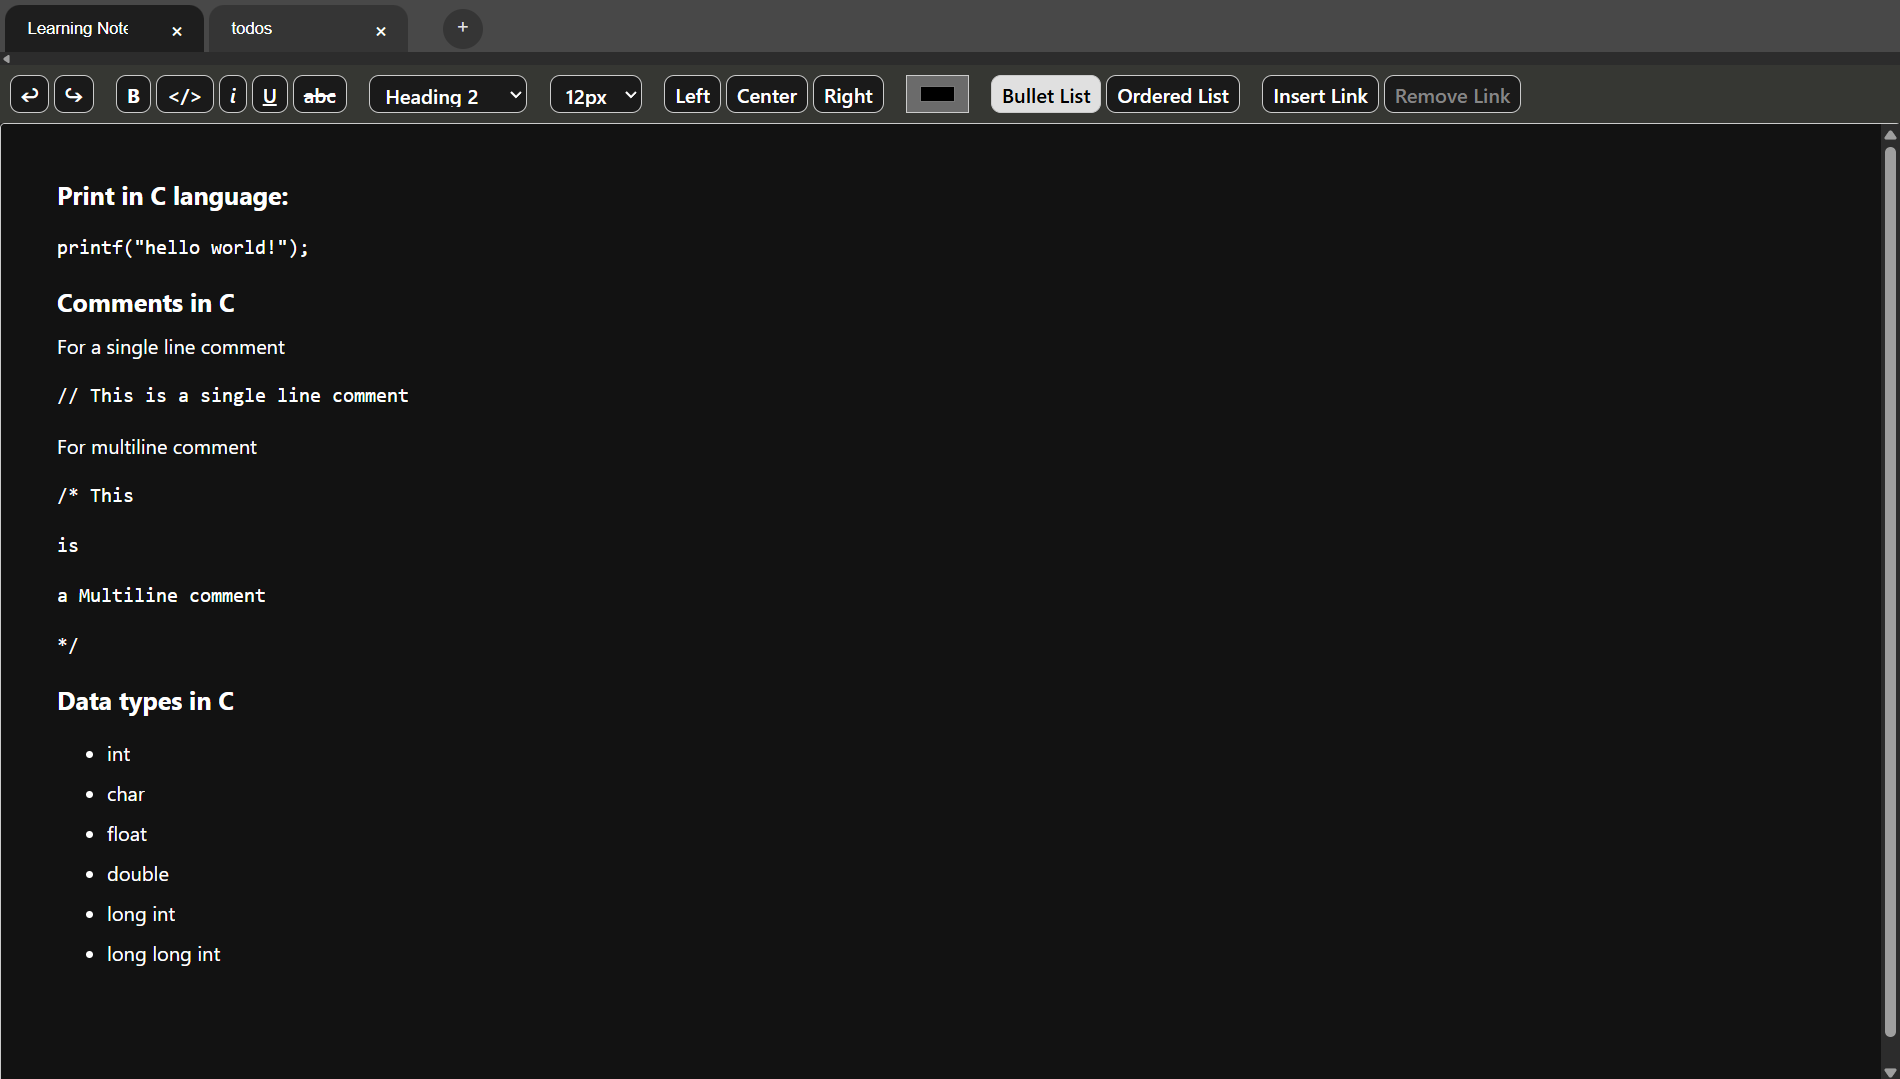 Learning Note ×
todos ×
+
↩ ↪ B </> i U abc Heading 2 12px Left Center Right Bullet List Ordered List Insert Link Remove Link
Print in C language:
printf("hello world!");
Comments in C
For a single line comment
// This is a single line comment
For multiline comment
/* This
is
a Multiline comment
*/
Data types in C
• int
• char
• float
• double
• long int
• long long int